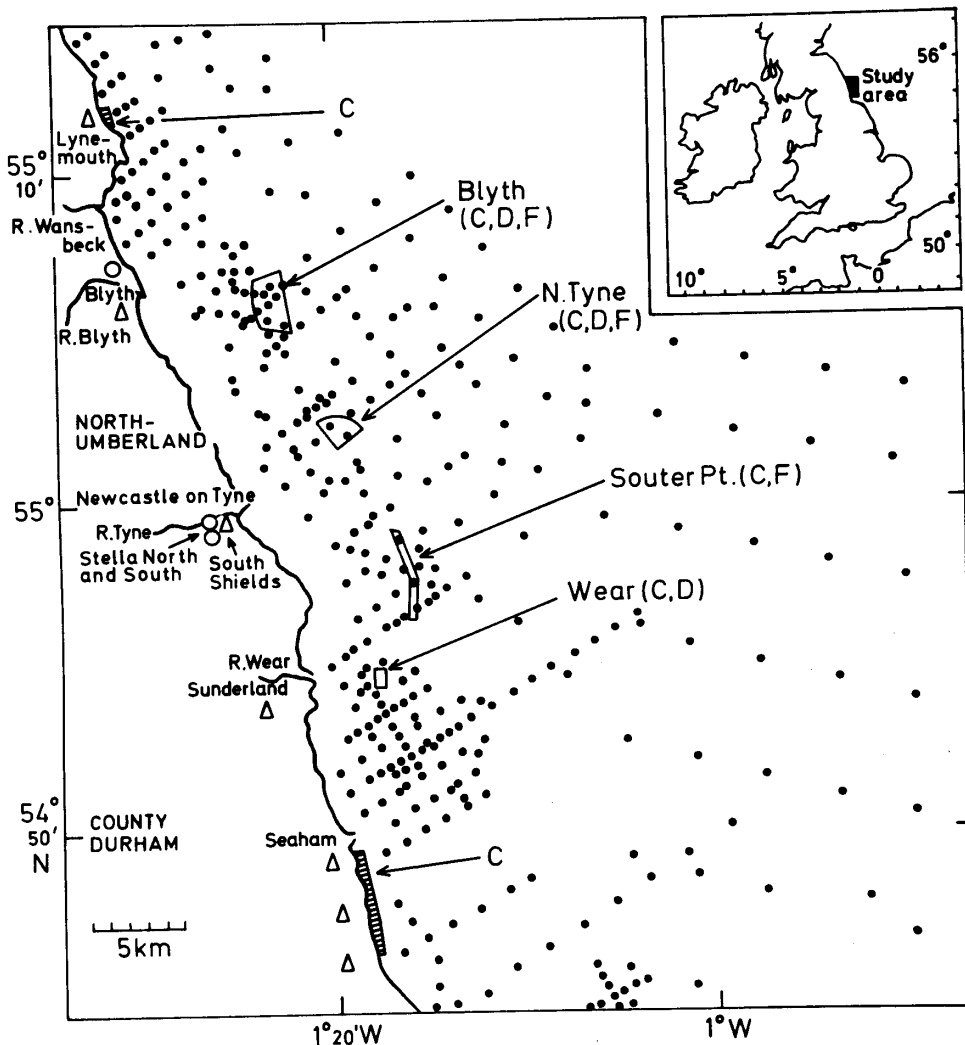 56°
Study
area
50°
10°
5°
0
C
Lyne-
mouth
55°
10'
Blyth
(C,D,F)
R.Wans-
beck
Blyth
R.Blyth
N.Tyne
(C,D,F)
NORTH-
UMBERLAND
Souter Pt.(C,F)
55°
Newcastle on Tyne
R.Tyne
Stella North
and South
South
Shields
Wear (C,D)
R.Wear
Sunderland
54°
50'
N
COUNTY
DURHAM
Seaham
C
5km
1°20'W
1°W